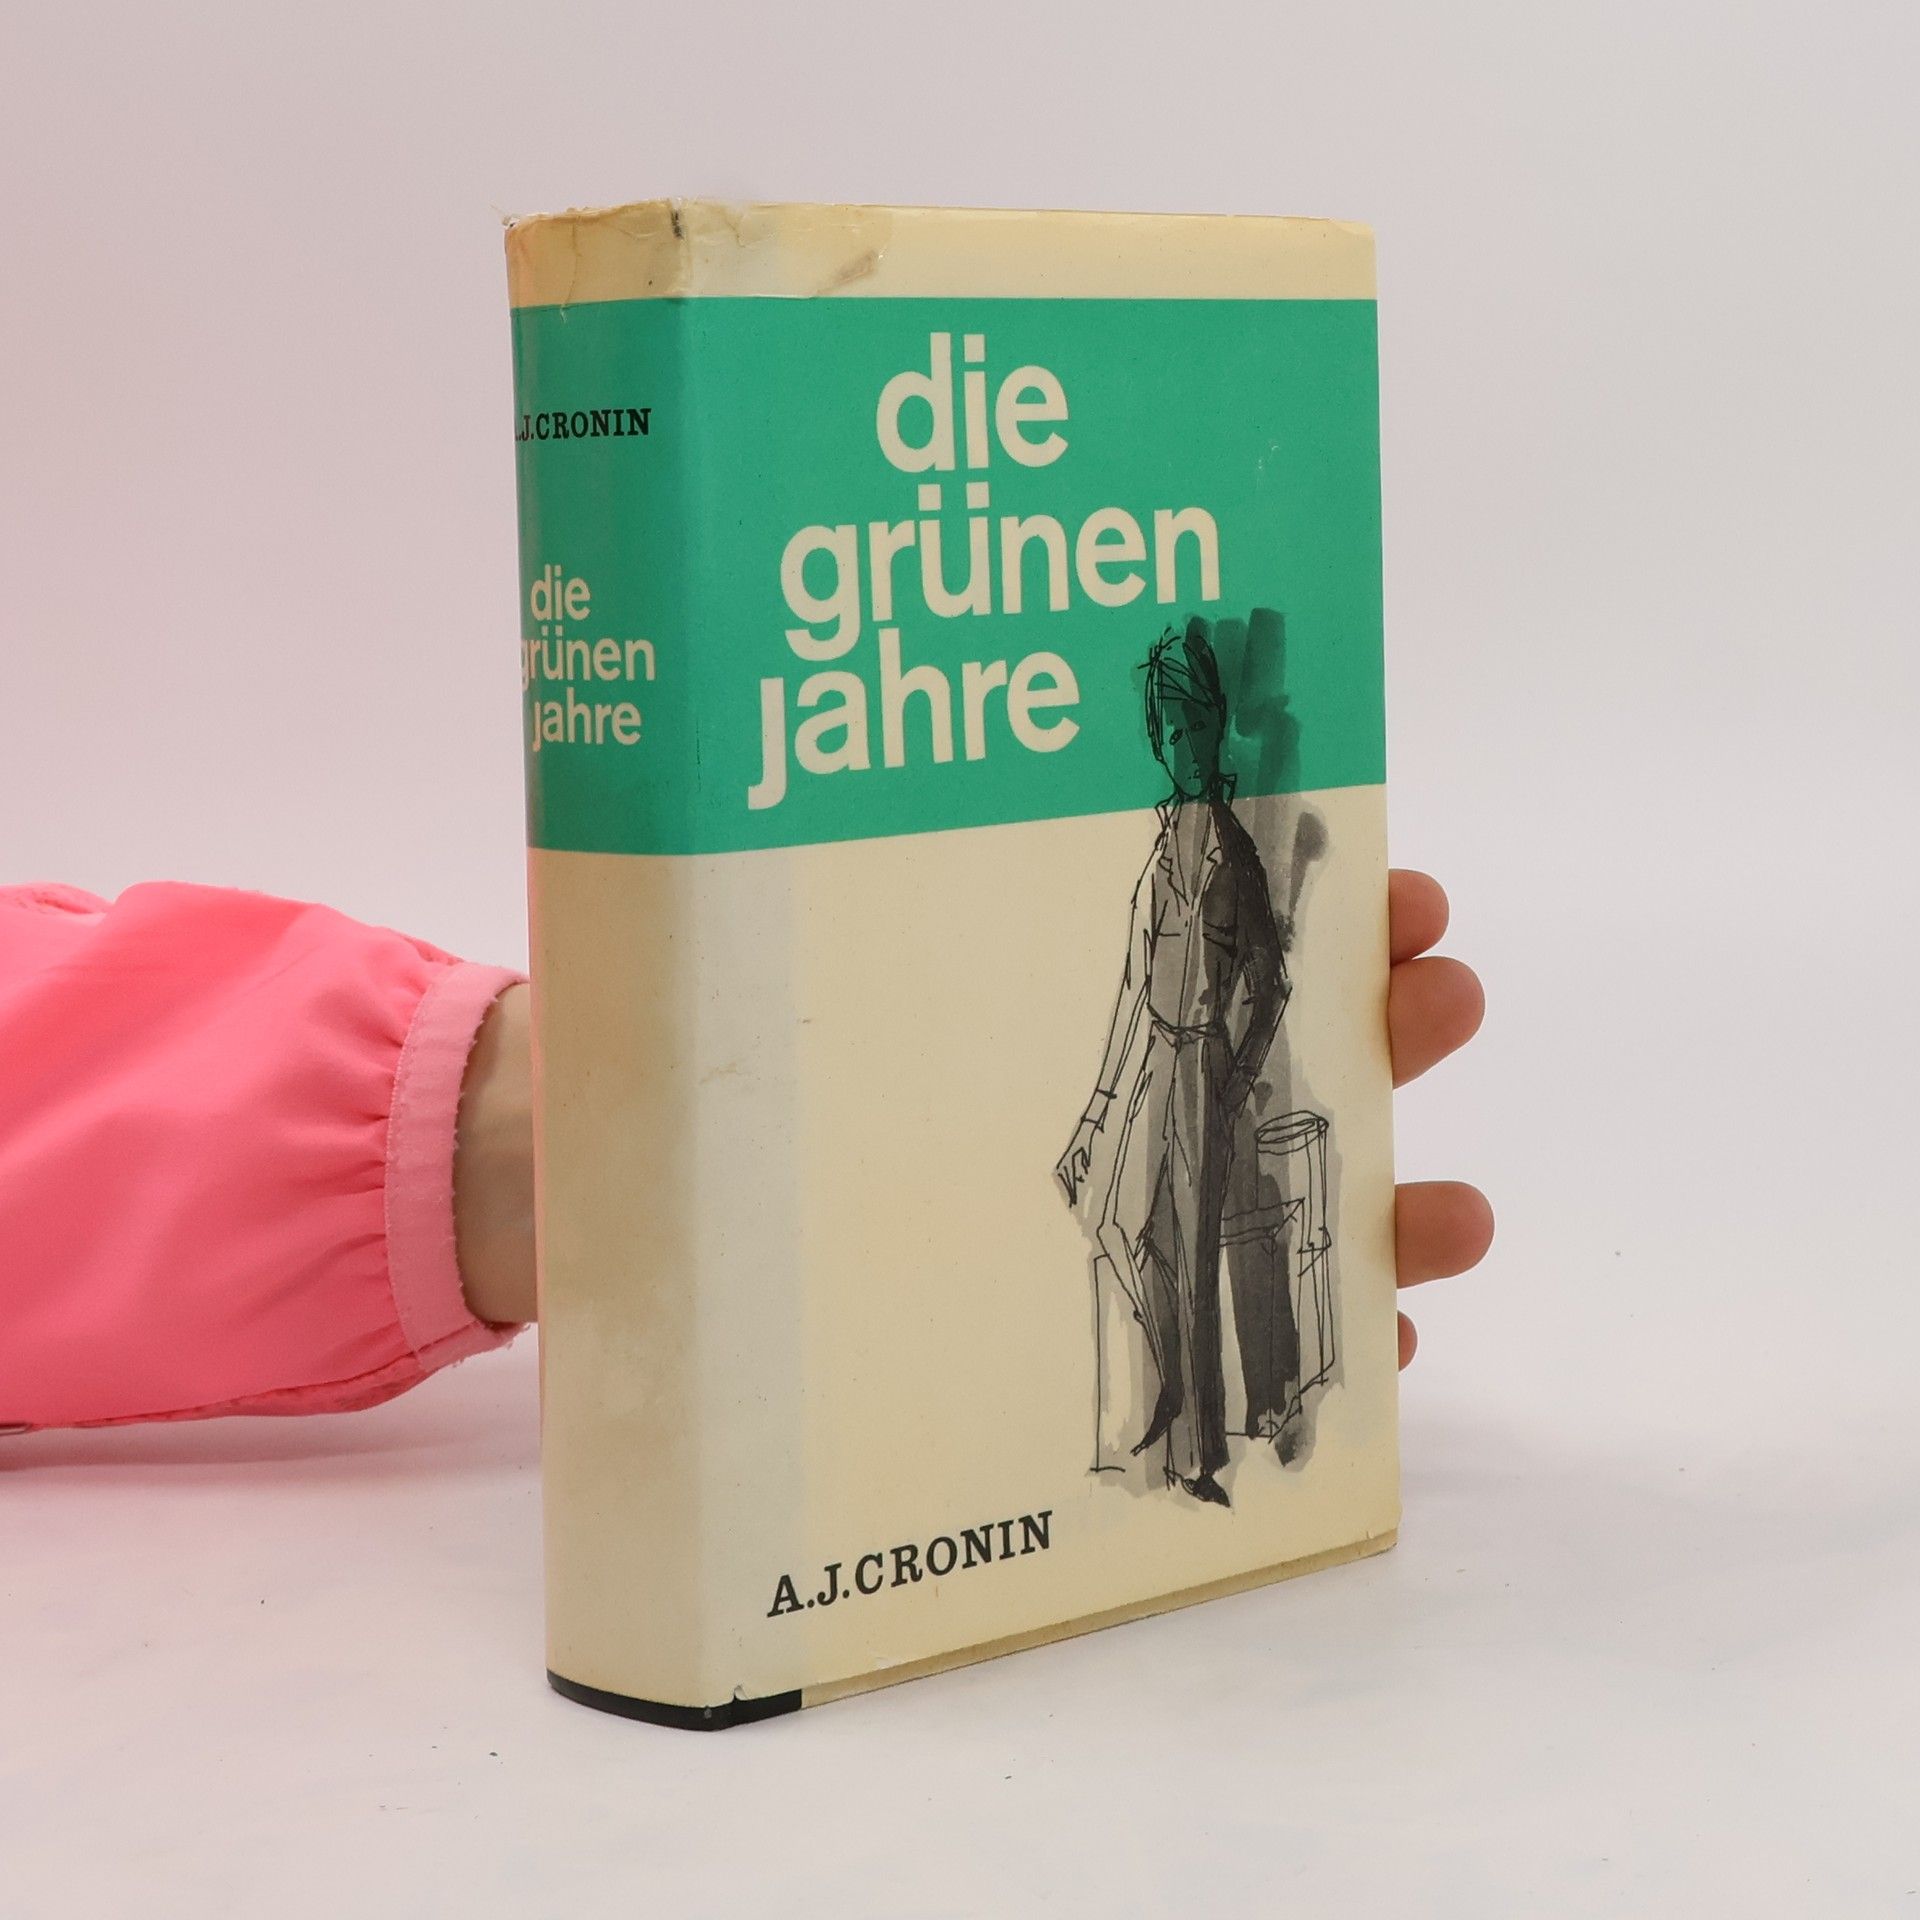 J.CRONIN
die
grünen
jahre
die
grünen
jahre
A.J.CRONIN